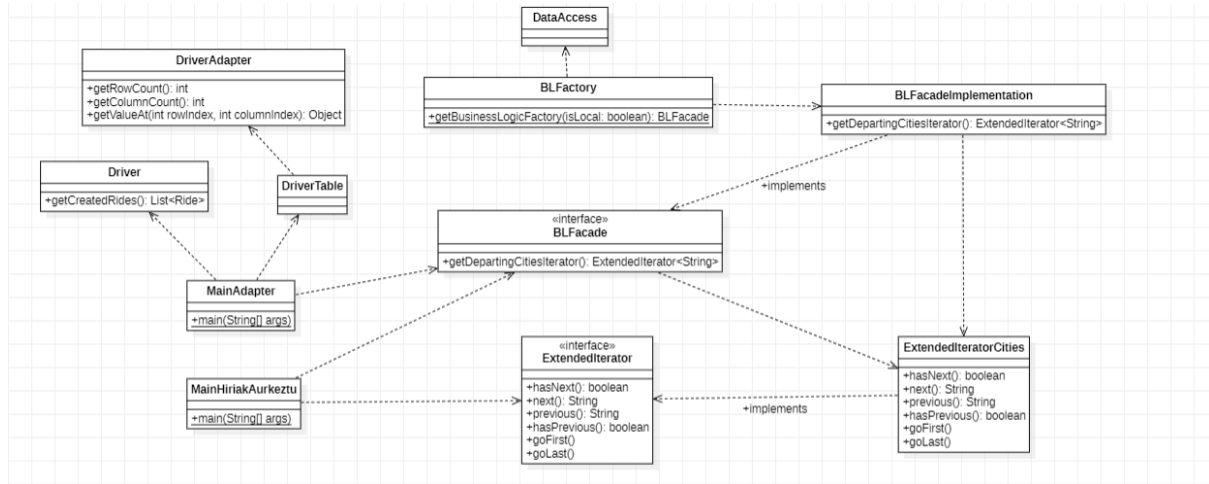 DataAccess
DriverAdapter
+getRowCount(): int
+getColumnCount(): int
+getValueAt(int rowIndex, int columnIndex): Object
BLFactory
+getBusinessLogicFactory(isLocal: boolean): BLFacade
BLFacadeImplementation
+getDepartingCitiesIterator(): ExtendedIterator<String>
Driver
+getCreatedRides(): List<Ride>
DriverTable
+implements
«interface»
BLFacade
+getDepartingCitiesIterator(): ExtendedIterator<String>
MainAdapter
+main(String[] args)
«interface»
ExtendedIterator
+hasNext(): boolean
+next(): String
+previous(): String
+hasPrevious(): boolean
+goFirst()
+goLast()
ExtendedIteratorCities
+hasNext(): boolean
+next(): String
+previous(): String
+hasPrevious(): boolean
+goFirst()
+goLast()
MainHiriakAurkeztu
+main(String[] args)
+implements